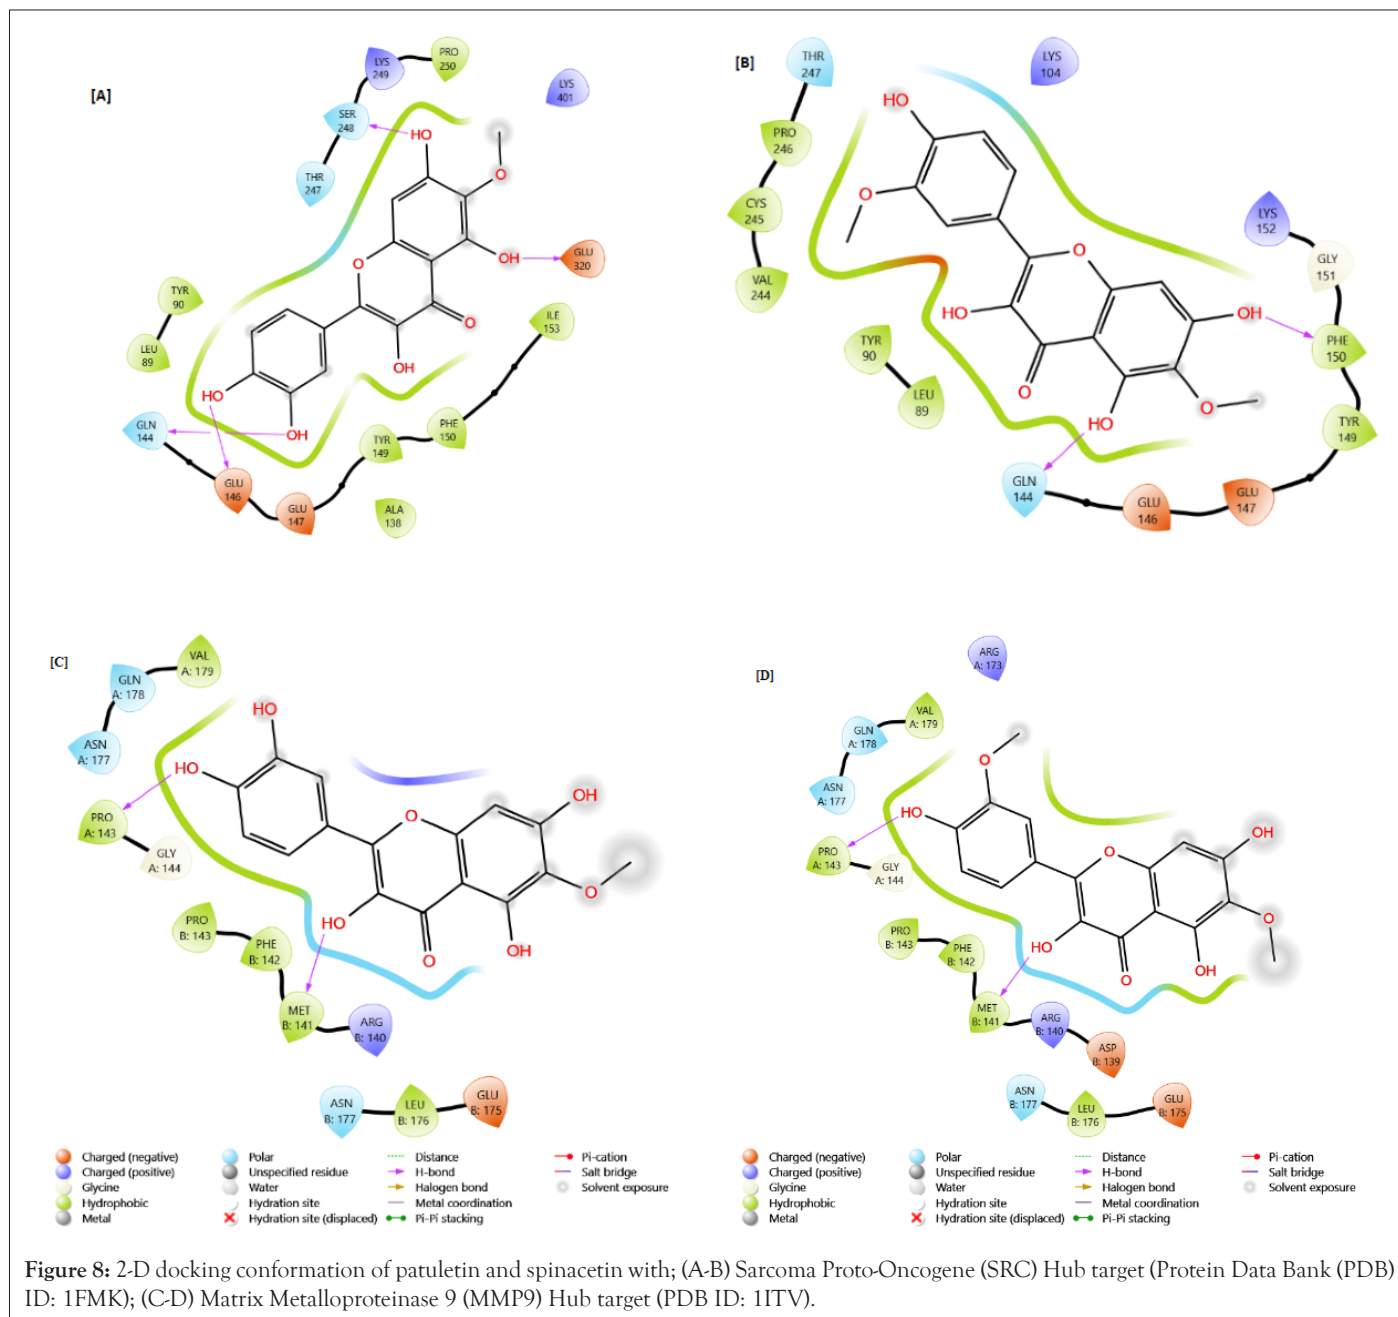 [A]
LYS
249
PRO
250
LYS
401
SER
248
HO
O
THR
247
O
OH
GLU
320
TYR
90
LEU
89
O
OH
ILE
153
HO
OH
GLN
144
GLU
146
GLU
147
TYR
149
PHE
150
ALA
138
[B]
THR
247
LYS
104
HO
PRO
246
O
CYS
245
LYS
152
GLY
151
VAL
244
O
HO
OH
PHE
150
TYR
90
LEU
89
O
O
HO
TYR
149
GLN
144
GLU
146
GLU
147
[C]
VAL
A: 179
GLN
A: 178
ASN
A: 177
HO
HO
PRO
A: 143
GLY
A: 144
O
OH
O
HO
O
OH
PRO
B: 143
PHE
B: 142
MET
B: 141
ARG
B: 140
ASN
B: 177
LEU
B: 176
GLU
B: 175
[D]
ARG
A: 173
VAL
A: 179
GLN
A: 178
ASN
A: 177
O
HO
PRO
A: 143
GLY
A: 144
O
OH
O
HO
O
OH
PRO
B: 143
PHE
B: 142
MET
B: 141
ARG
B: 140
ASP
B: 139
ASN
B: 177
LEU
B: 176
GLU
B: 175
Charged (negative)
Charged (positive)
Glycine
Hydrophobic
Metal
Polar
Unspecified residue
Water
Hydration site
Hydration site (displaced)
Distance
H-bond
Halogen bond
Metal coordination
Pi-Pi stacking
Pi-cation
Salt bridge
Solvent exposure
Charged (negative)
Charged (positive)
Glycine
Hydrophobic
Metal
Polar
Unspecified residue
Water
Hydration site
Hydration site (displaced)
Distance
H-bond
Halogen bond
Metal coordination
Pi-Pi stacking
Pi-cation
Salt bridge
Solvent exposure
Figure 8: 2-D docking conformation of patuletin and spinacetin with; (A-B) Sarcoma Proto-Oncogene (SRC) Hub target (Protein Data Bank (PDB)
ID: 1FMK); (C-D) Matrix Metalloproteinase 9 (MMP9) Hub target (PDB ID: 1ITV).